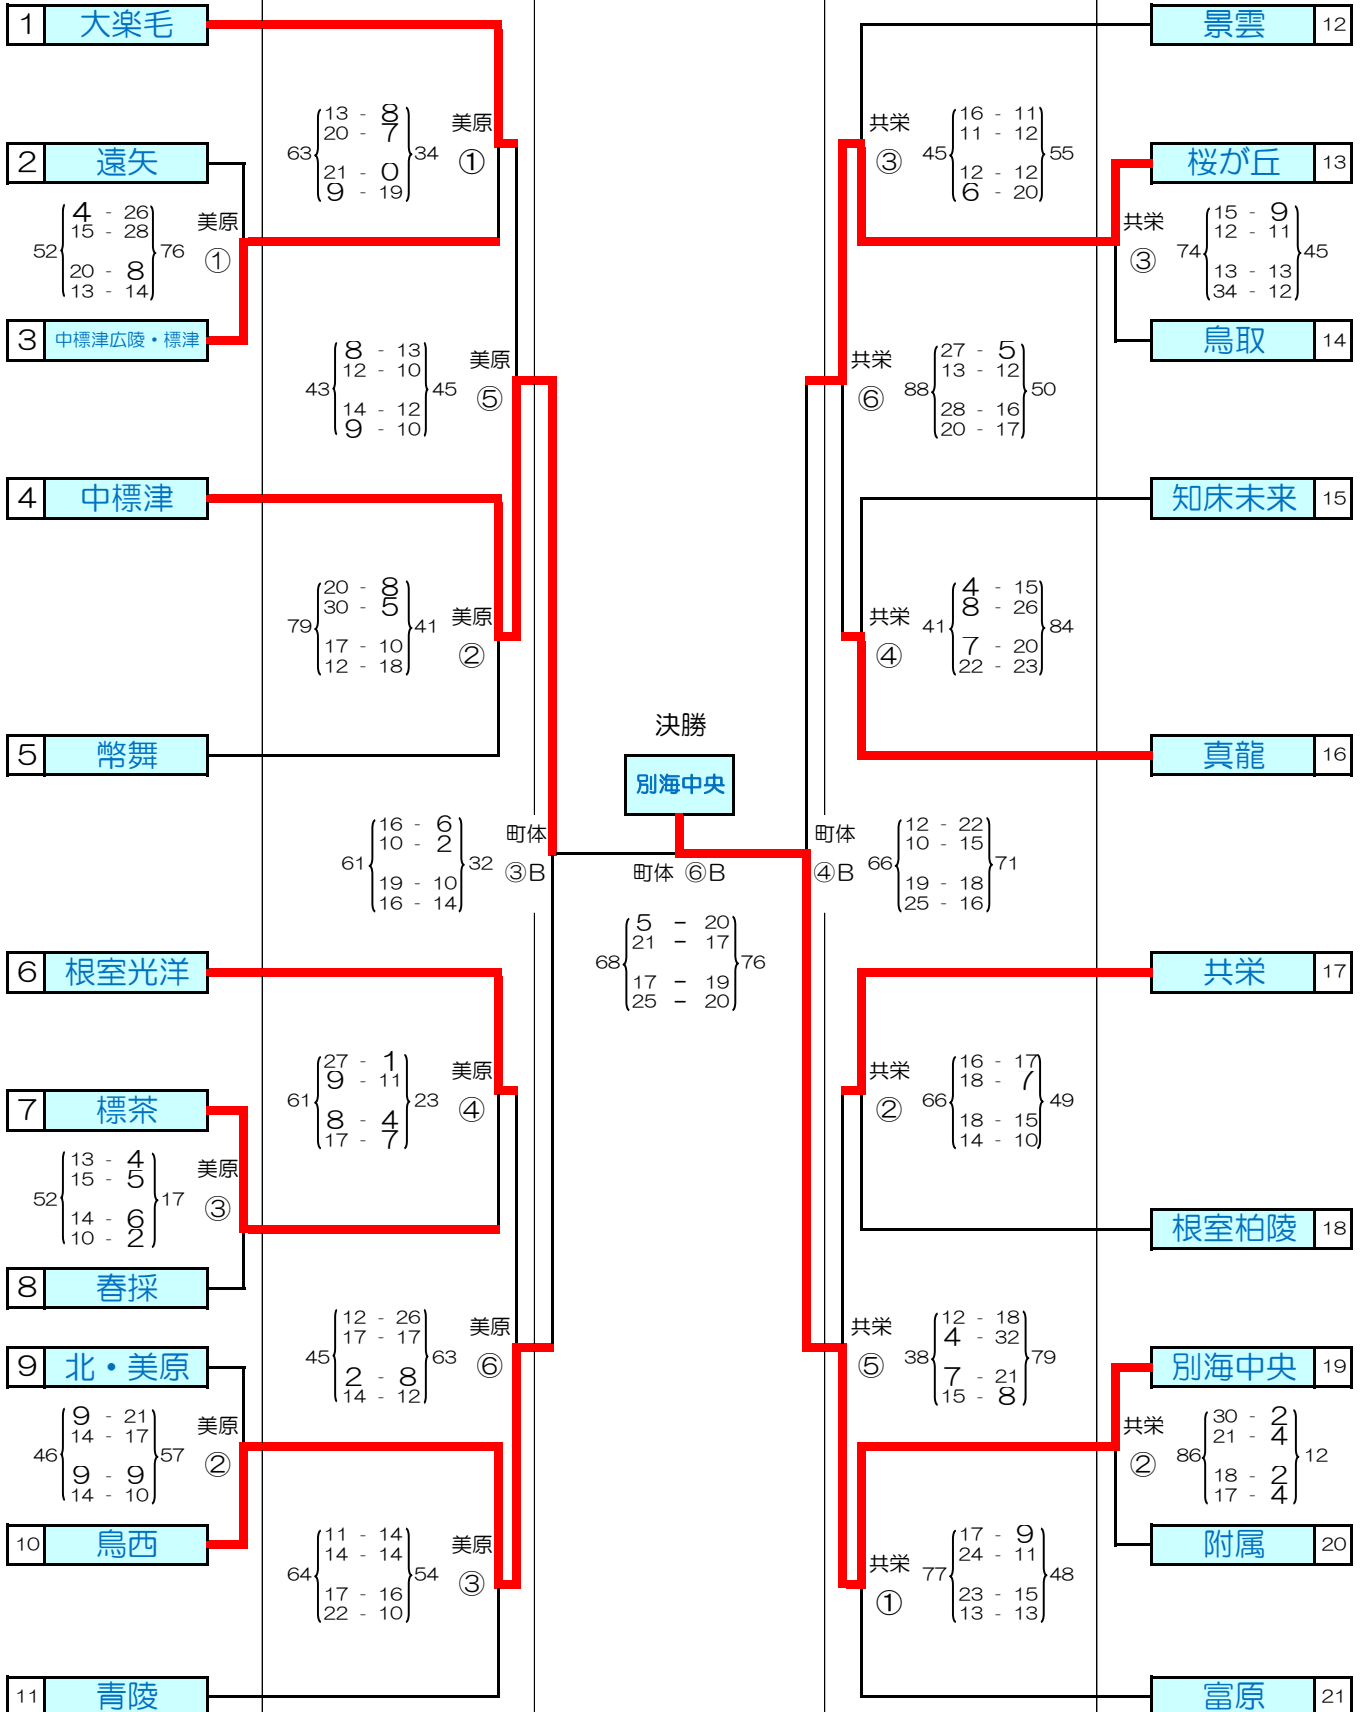 1 大楽毛
63 13 - 8 34
20 - 7
21 - 0
9 - 19
美原
①
2 遠矢
52 4 - 26 76
15 - 28
20 - 8
13 - 14
美原
①
3 中標津広陵・標津
43 8 - 13 45
12 - 10
14 - 12
9 - 10
美原
⑤
4 中標津
79 20 - 8 41
30 - 5
17 - 10
12 - 18
美原
②
5 幣舞
61 16 - 6 32
10 - 2
19 - 10
16 - 14
町体
③B
6 根室光洋
61 27 - 1 23
9 - 11
8 - 4
17 - 7
美原
④
7 標茶
52 13 - 4 17
15 - 5
14 - 6
10 - 2
美原
③
8 春採
45 12 - 26 63
17 - 17
2 - 8
14 - 12
美原
⑥
9 北・美原
46 9 - 21 57
14 - 17
9 - 9
14 - 10
美原
②
10 鳥西
64 11 - 14 54
14 - 14
17 - 16
22 - 10
美原
③
11 青陵
決勝
別海中央
町体 ⑥B
68 5 - 20 76
21 - 17
17 - 19
25 - 20
景雲 12
共栄
③
45 16 - 11 55
11 - 12
12 - 12
6 - 20
桜が丘 13
共栄
③
74 15 - 9 45
12 - 11
13 - 13
34 - 12
鳥取 14
共栄
⑥
88 27 - 5 50
13 - 12
28 - 16
20 - 17
知床未来 15
共栄
④
41 4 - 15 84
8 - 26
7 - 20
22 - 23
真龍 16
町体
④B
66 12 - 22 71
10 - 15
19 - 18
25 - 16
共栄 17
共栄
②
66 16 - 17 49
18 - 7
18 - 15
14 - 10
根室柏陵 18
共栄
⑤
38 12 - 18 79
4 - 32
7 - 21
15 - 8
別海中央 19
共栄
②
86 30 - 2 12
21 - 4
18 - 2
17 - 4
附属 20
共栄
①
77 17 - 9 48
24 - 11
23 - 15
13 - 13
富原 21